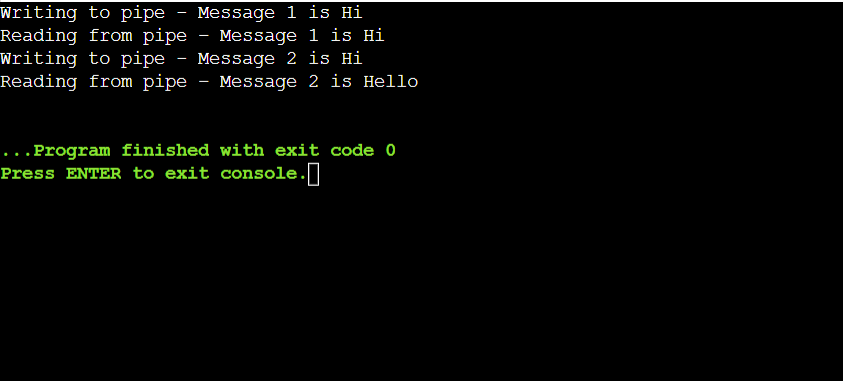 Writing to pipe - Message 1 is Hi
Reading from pipe – Message 1 is Hi
Writing to pipe - Message 2 is Hi
Reading from pipe – Message 2 is Hello
...Program finished with exit code 0
Press ENTER to exit console.